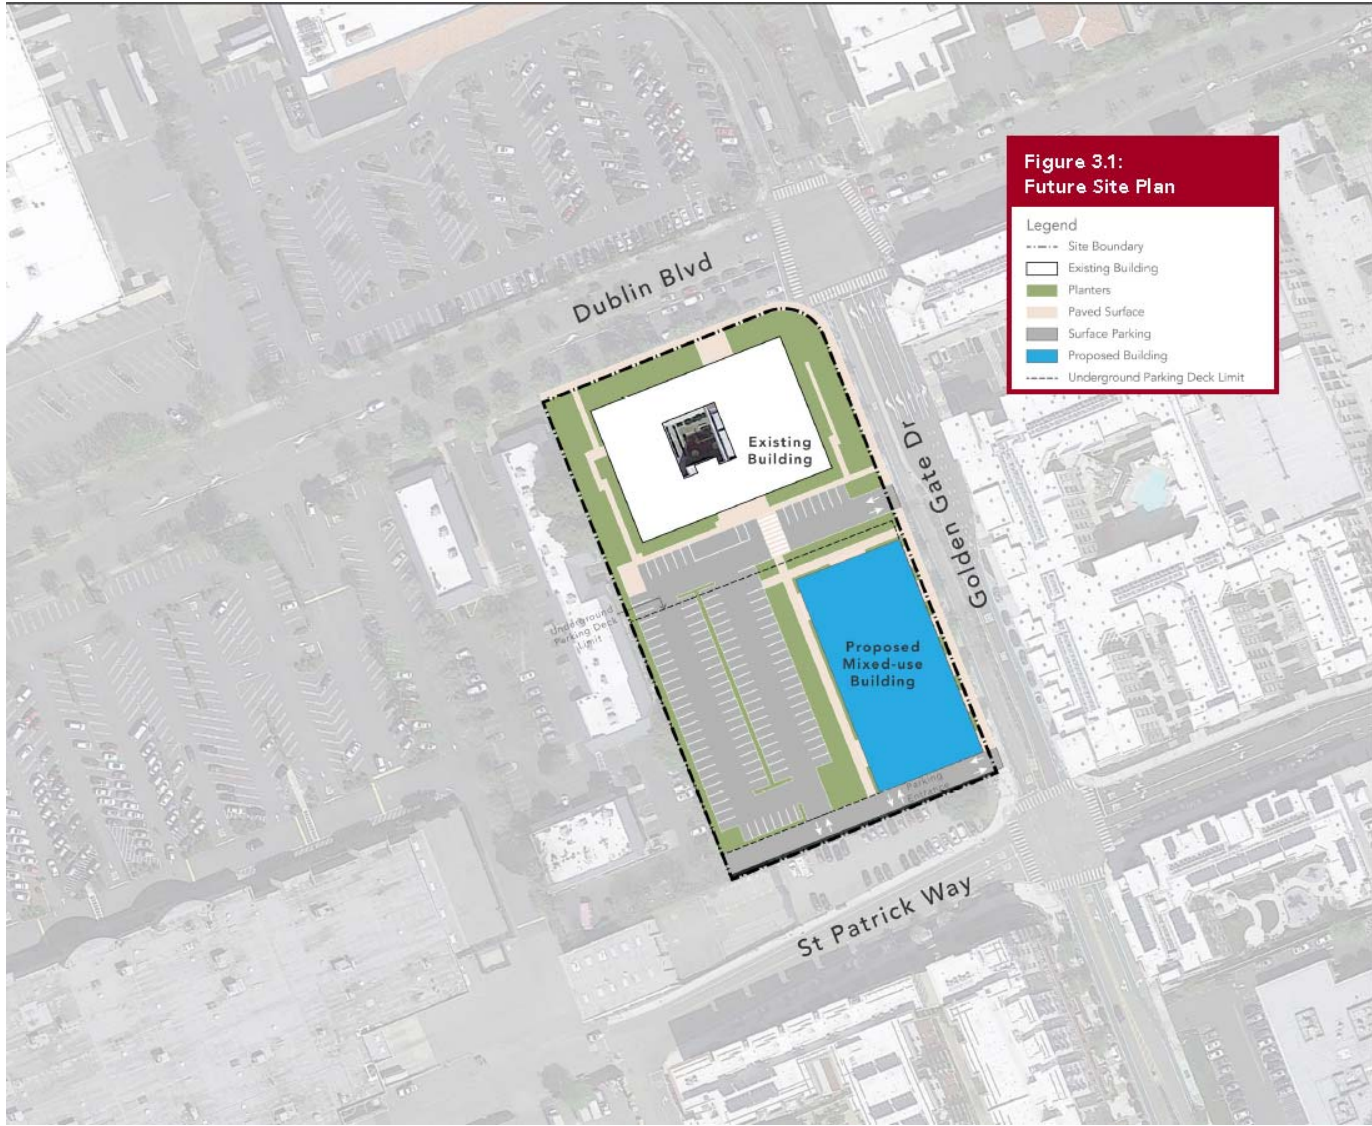 Figure 3.1:
Future Site Plan
Legend
Site Boundary
Existing Building
Planters
Paved Surface
Surface Parking
Proposed Building
Underground Parking Deck Limit
Dublin Blvd
Existing
Building
Golden Gate Dr
Underground
Parking Deck
Limit
Proposed
Mixed-use
Building
Parking
Entrance
St Patrick Way